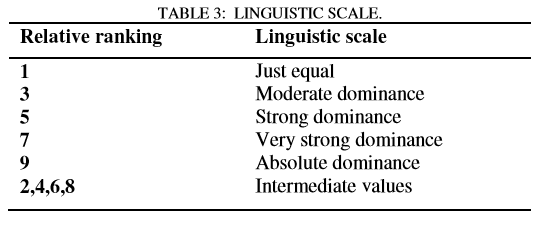 TABLE 3: LINGUISTIC SCALE.
Relative ranking Linguistic scale
1 Just equal
3 Moderate dominance
5 Strong dominance
7 Very strong dominance
9 Absolute dominance
2,4,6,8 Intermediate values